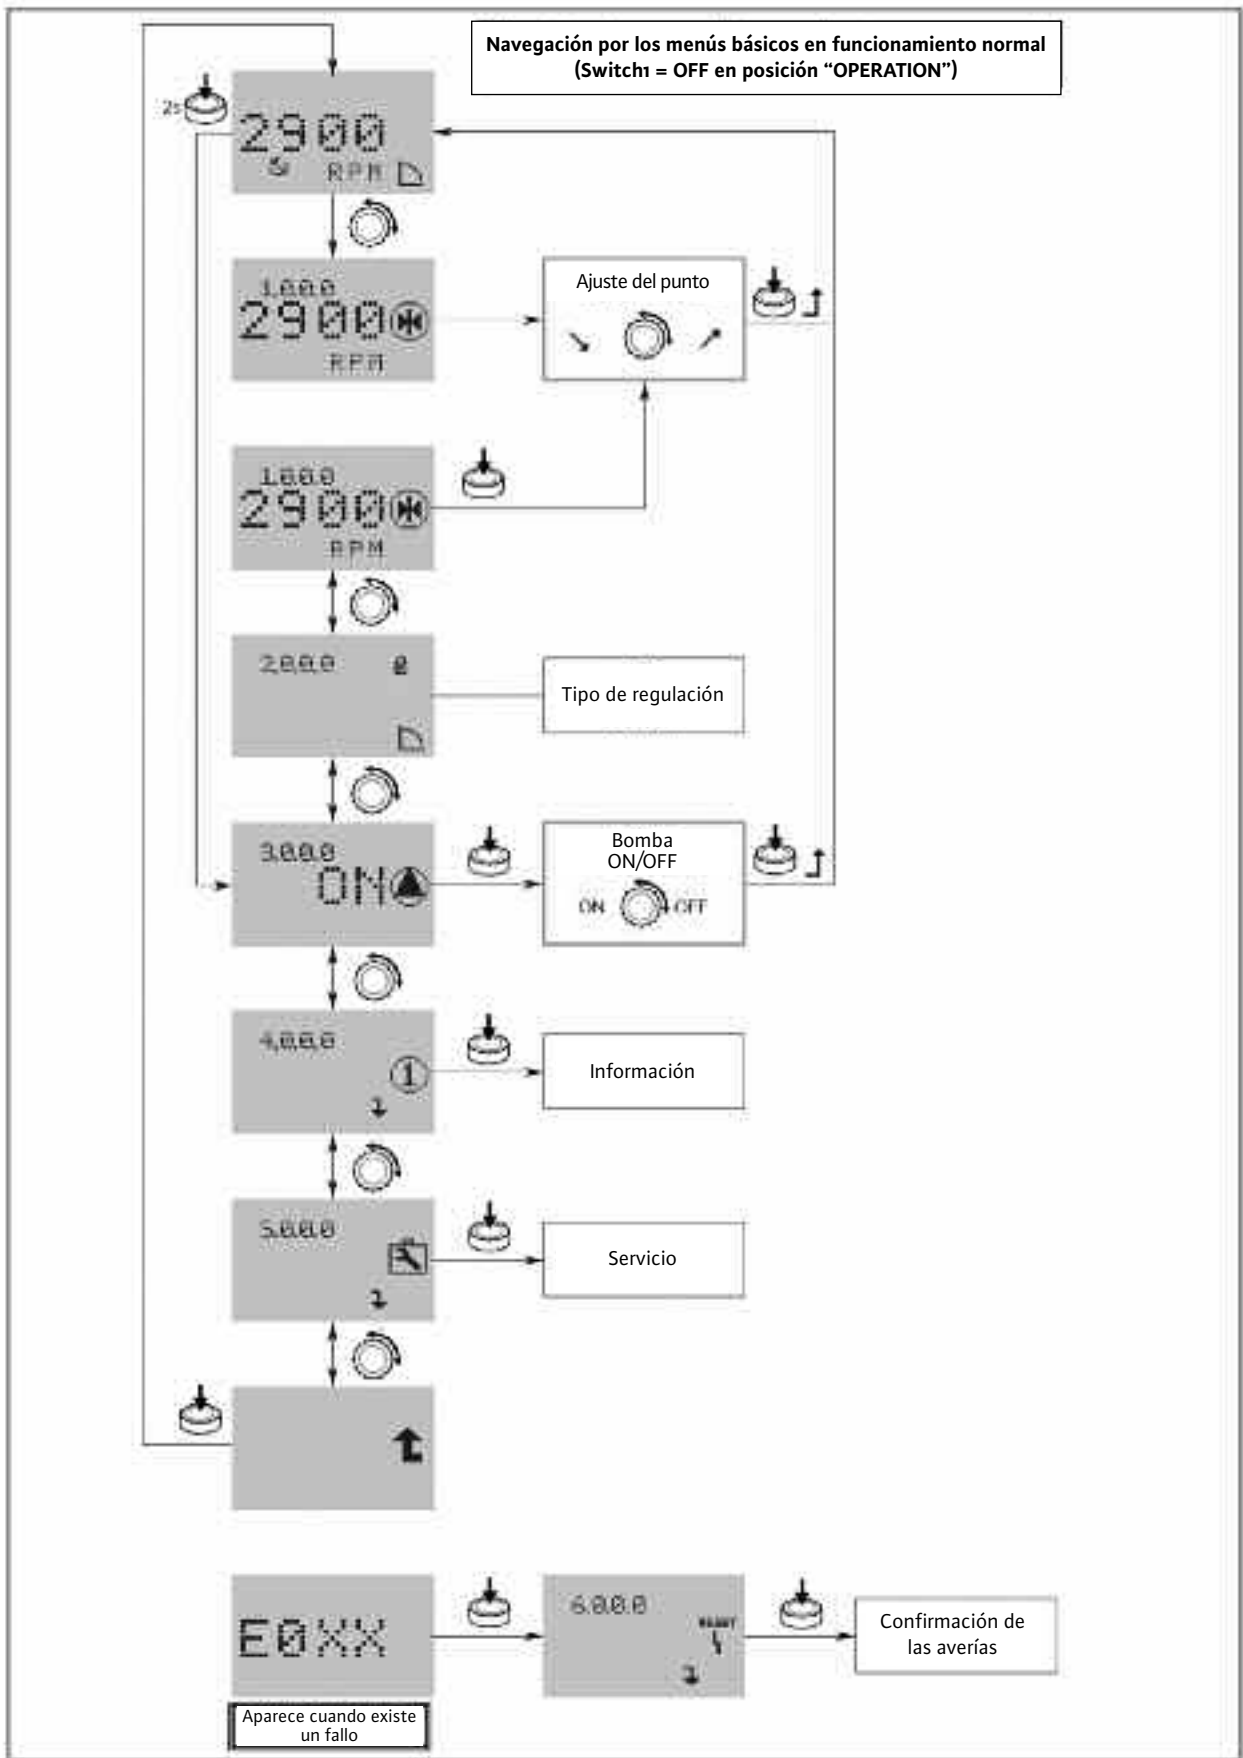 Navegación por los menús básicos en funcionamiento normal
(Switch1 = OFF en posición “OPERATION”)
2s
2900
RPM
1.0.0.0
2900
RPM
Ajuste del punto
1.0.0.0
2900
RPM
2.0.0.0
Tipo de regulación
3.0.0.0
ON
Bomba
ON/OFF
ON OFF
4.0.0.0
Información
5.0.0.0
Servicio
E0XX
6.0.0.0
RESET
Confirmación de
las averías
Aparece cuando existe
un fallo